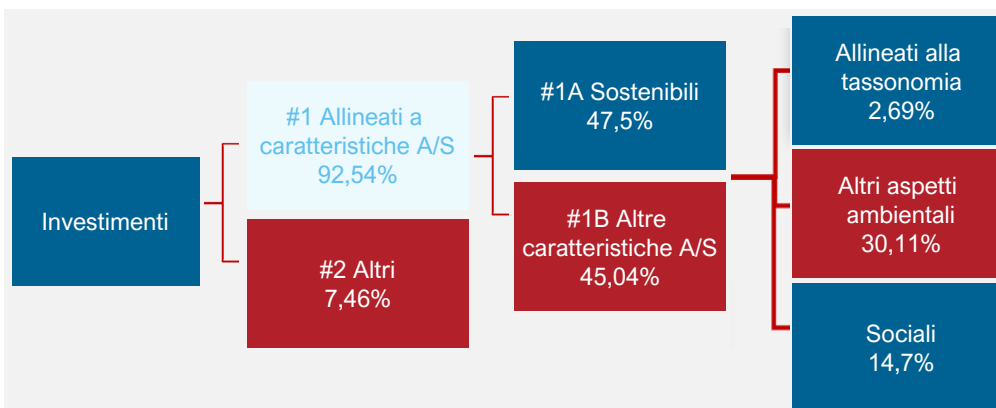 Investimenti
#1 Allineati a
caratteristiche A/S
92,54%
#2 Altri
7,46%
#1A Sostenibili
47,5%
#1B Altre
caratteristiche A/S
45,04%
Allineati alla
tassonomia
2,69%
Altri aspetti
ambientali
30,11%
Sociali
14,7%